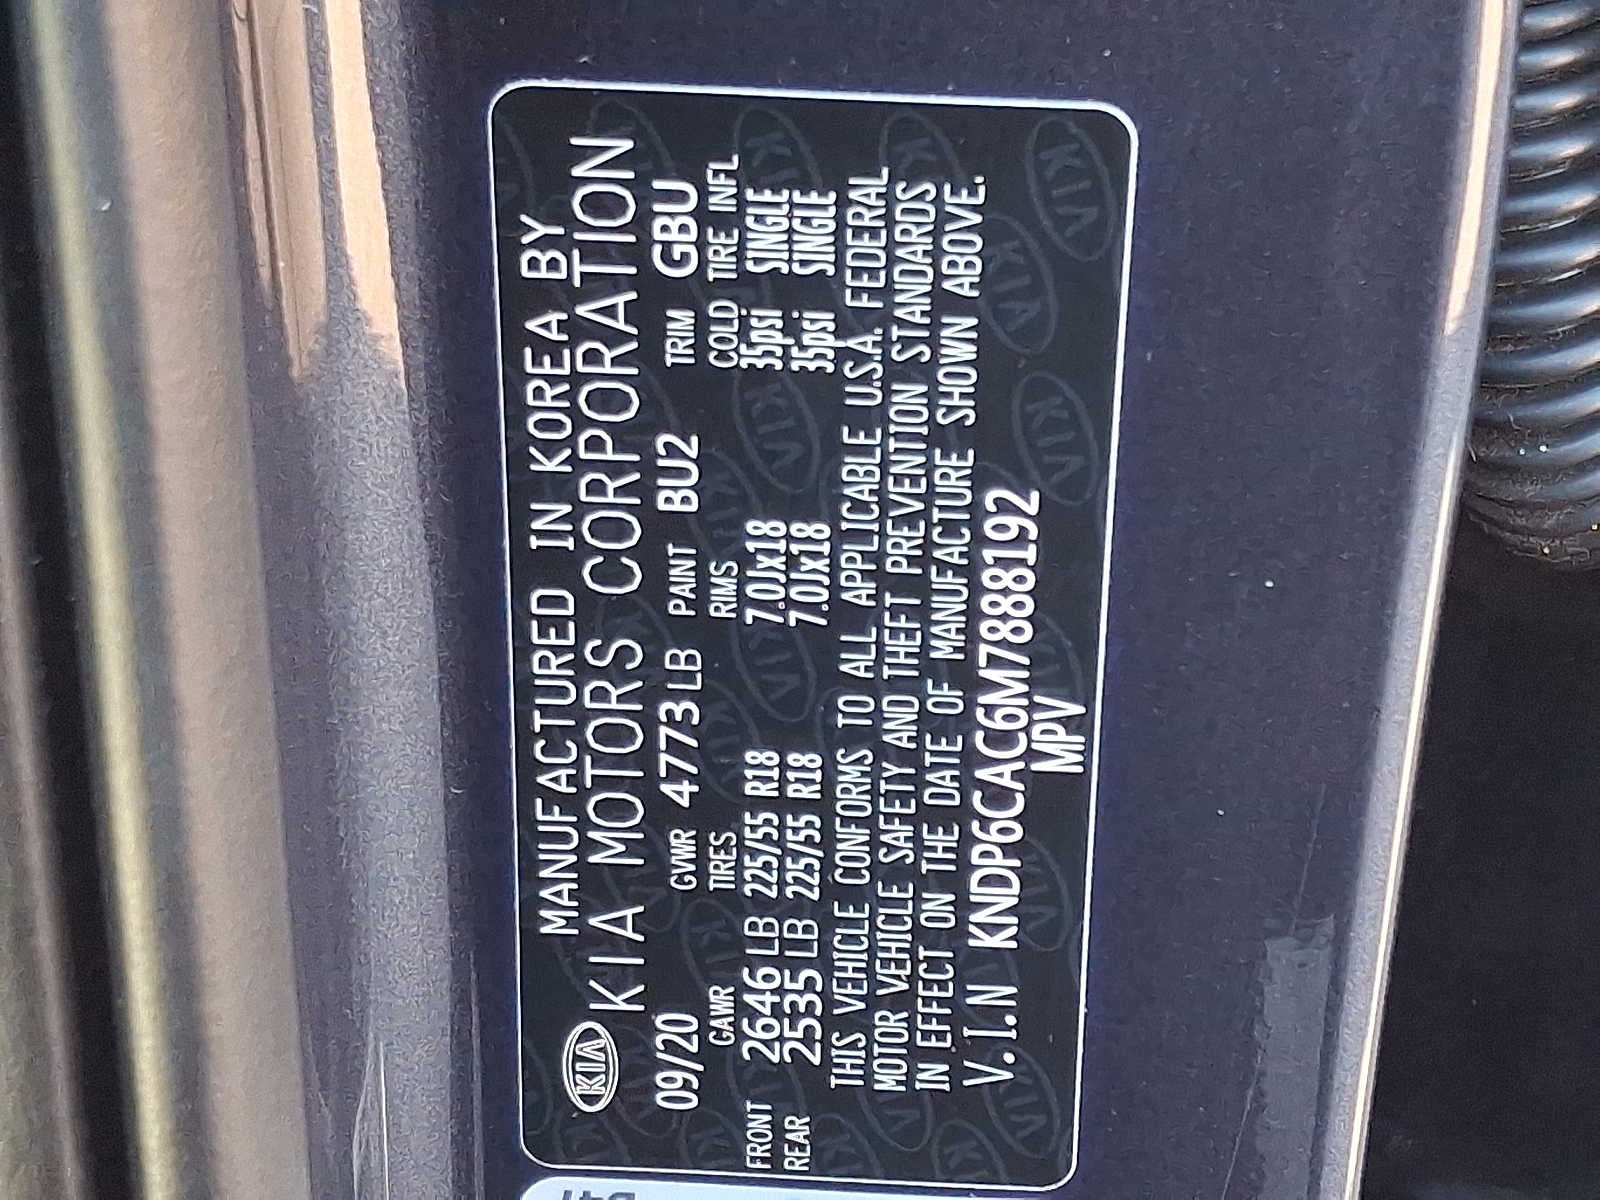 KIA MANUFACTURED IN KOREA BY
KIA MOTORS CORPORATION
09/20 GVWR 4773 LB PAINT BU2 TRIM GBU
GAWR TIRES RIMS COLD TIRE INFL
FRONT 2646 LB 225/55 R18 7.0Jx18 35psi SINGLE
REAR 2535 LB 225/55 R18 7.0Jx18 35psi SINGLE
THIS VEHICLE CONFORMS TO ALL APPLICABLE U.S.A. FEDERAL
MOTOR VEHICLE SAFETY AND THEFT PREVENTION STANDARDS
IN EFFECT ON THE DATE OF MANUFACTURE SHOWN ABOVE.
V.I.N KNDP6CAC6M7888192
MPV